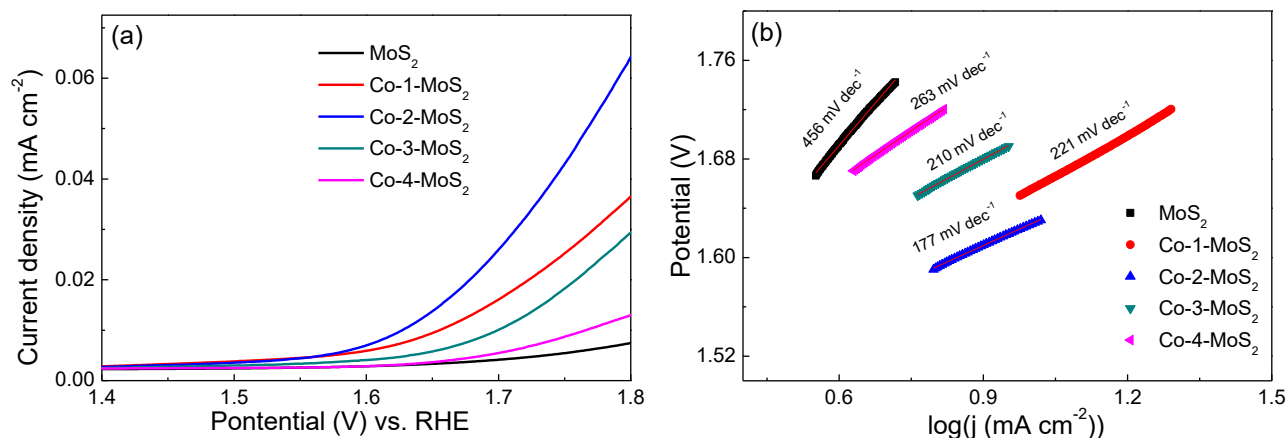 (a)
MoS₂
Co-1-MoS₂
Co-2-MoS₂
Co-3-MoS₂
Co-4-MoS₂
0.06
0.04
0.02
0.00
Current density (mA cm⁻²)
1.4 1.5 1.6 1.7 1.8
Pontential (V) vs. RHE
(b)
1.76
1.68
1.60
1.52
Potential (V)
456 mV dec⁻¹
263 mV dec⁻¹
210 mV dec⁻¹
221 mV dec⁻¹
177 mV dec⁻¹
MoS₂
Co-1-MoS₂
Co-2-MoS₂
Co-3-MoS₂
Co-4-MoS₂
0.6 0.9 1.2 1.5
log(j (mA cm⁻²))